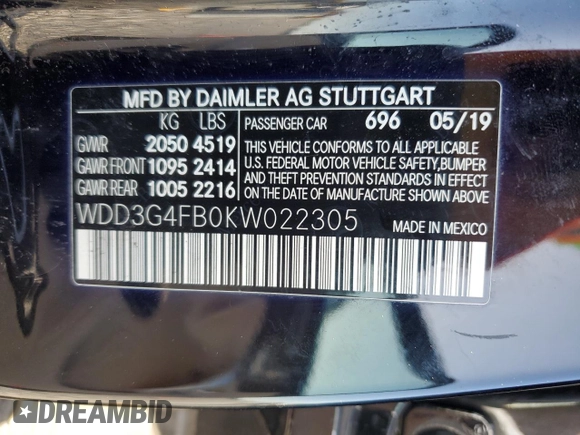 MFD BY DAIMLER AG STUTTGART
KG LBS
GVWR 2050 4519
GAWR FRONT 1095 2414
GAWR REAR 1005 2216
PASSENGER CAR 696 05/19
THIS VEHICLE CONFORMS TO ALL APPLICABLE
U.S. FEDERAL MOTOR VEHICLE SAFETY, BUMPER
AND THEFT PREVENTION STANDARDS IN EFFECT
ON THE DATE OF MANUFACTURE SHOWN ABOVE
WDD3G4FB0KW022305
MADE IN MEXICO
DREAMBID